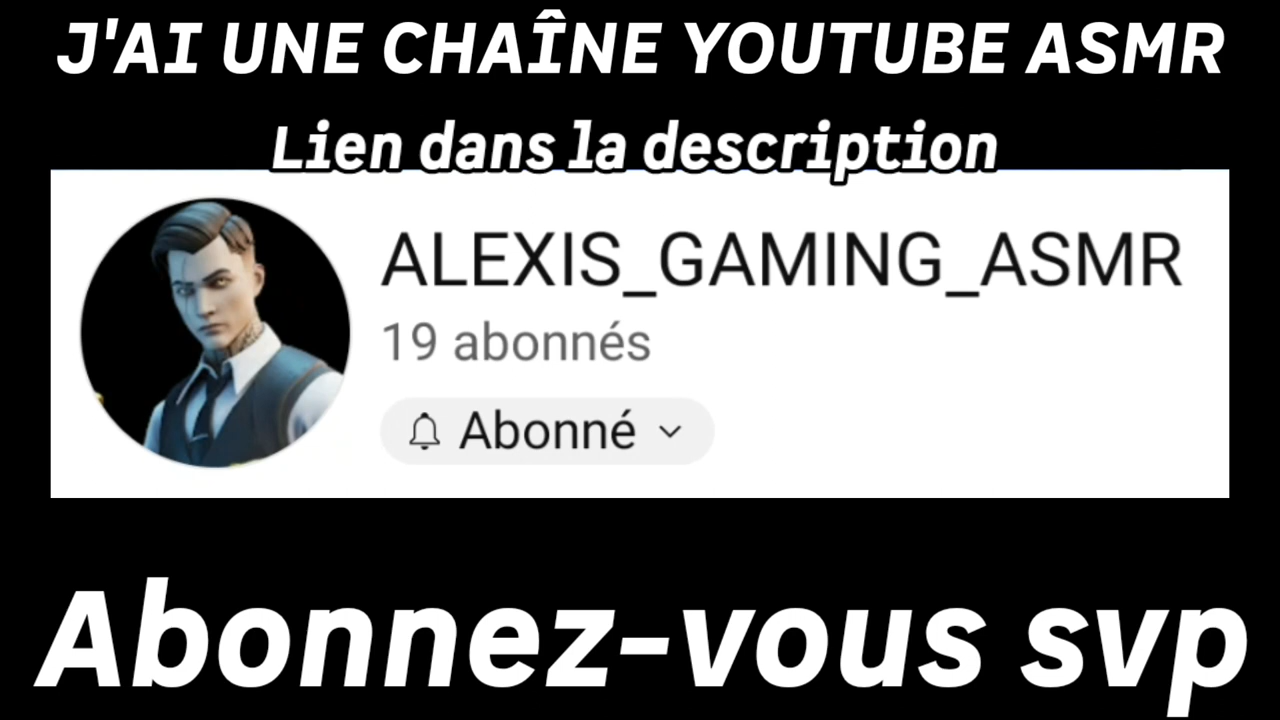 J'AI UNE CHAÎNE YOUTUBE ASMR
Lien dans la description
ALEXIS_GAMING_ASMR
19 abonnés
Abonné
Abonnez-vous svp